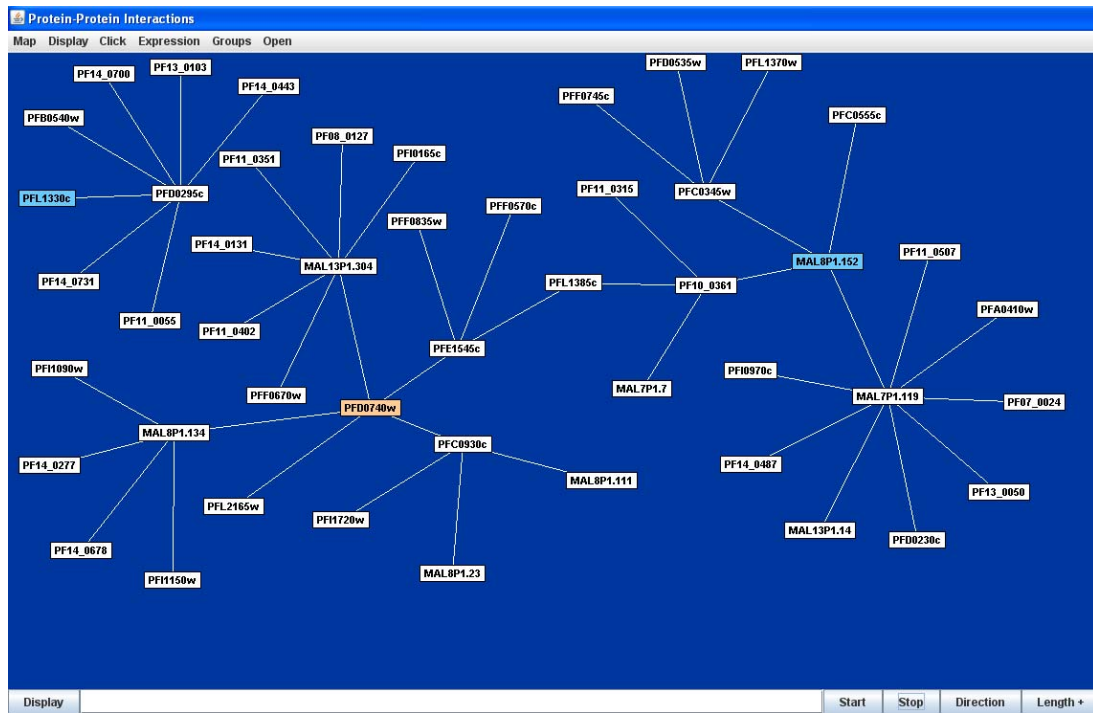 Protein-Protein Interactions
Map Display Click Expression Groups Open
PFD0535w
PFL1370w
PF13_0103
PF14_0700
PF14_0443
PFF0745c
PFB0540w
PFC0555c
PF08_0127
PFI0165c
PF11_0351
PF11_0315
PFC0345w
PFD0295c
PFL1330c
PFF0570c
PFF0835w
PF14_0131
PF11_0507
MAL8P1.152
MAL13P1.304
PF14_0731
PFL1385c
PF10_0361
PFA0410w
PF11_0055
PF11_0402
PFE1545c
PFI1090w
PFI0970c
MAL7P1.7
PFF0670w
MAL7P1.119
PF07_0024
PFD0740w
MAL8P1.134
PFC0930c
PF14_0277
PF14_0487
MAL8P1.111
PF13_0050
PFL2165w
PFI1720w
MAL13P1.14
PFD0230c
PF14_0678
MAL8P1.23
PFI1150w
Display Start Stop Direction Length +